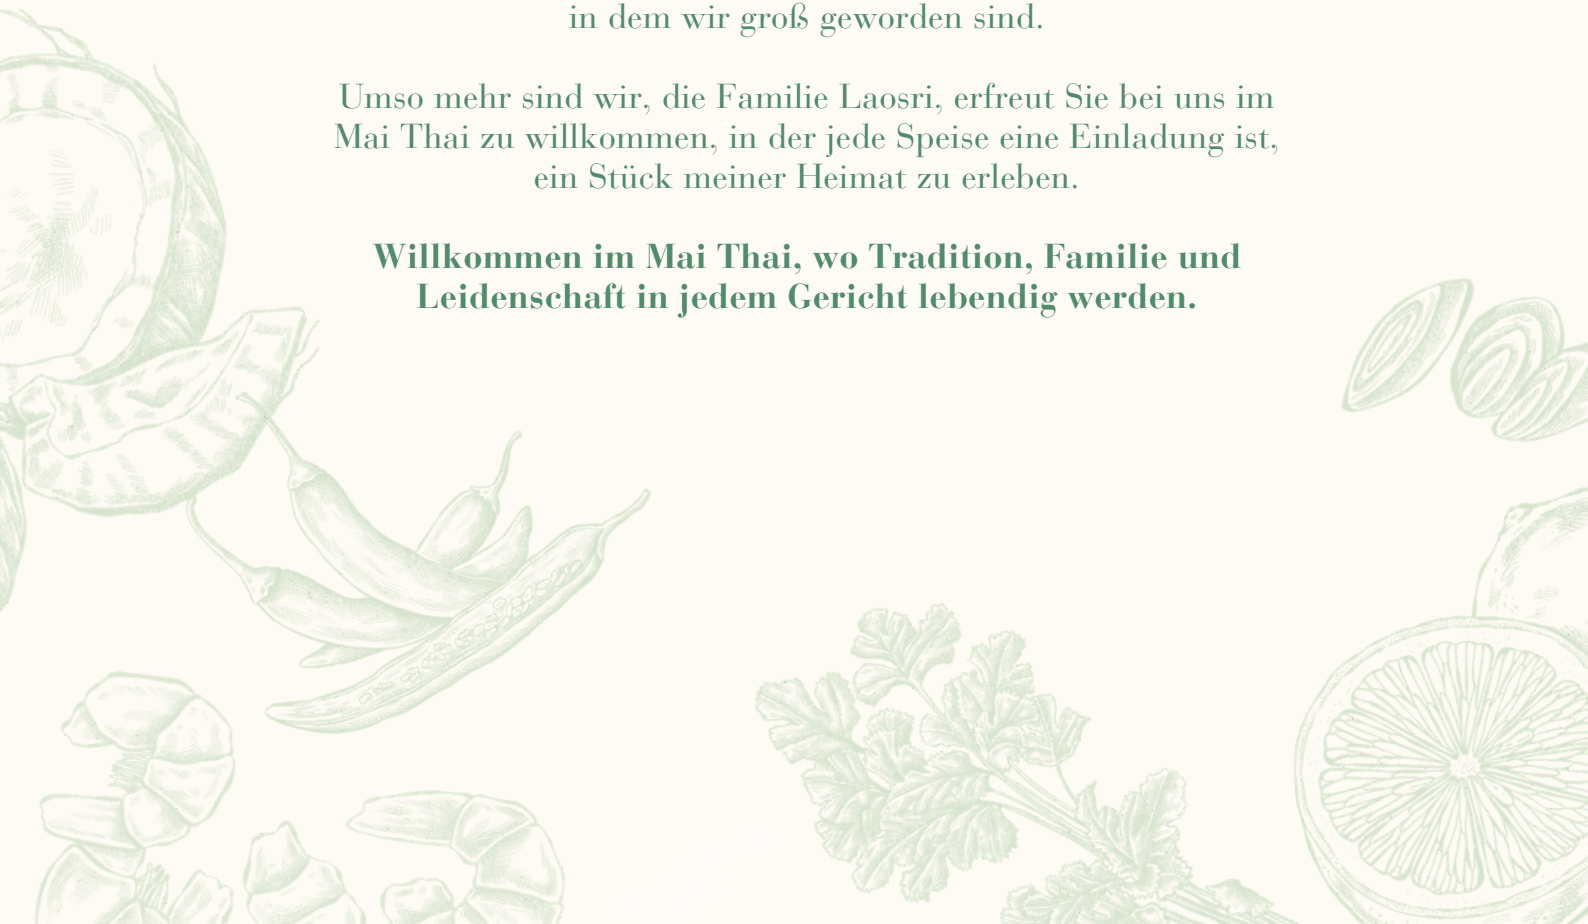 in dem wir groß geworden sind.
Umso mehr sind wir, die Familie Laosri, erfreut Sie bei uns im
Mai Thai zu willkommen, in der jede Speise eine Einladung ist,
ein Stück meiner Heimat zu erleben.
Willkommen im Mai Thai, wo Tradition, Familie und
Leidenschaft in jedem Gericht lebendig werden.